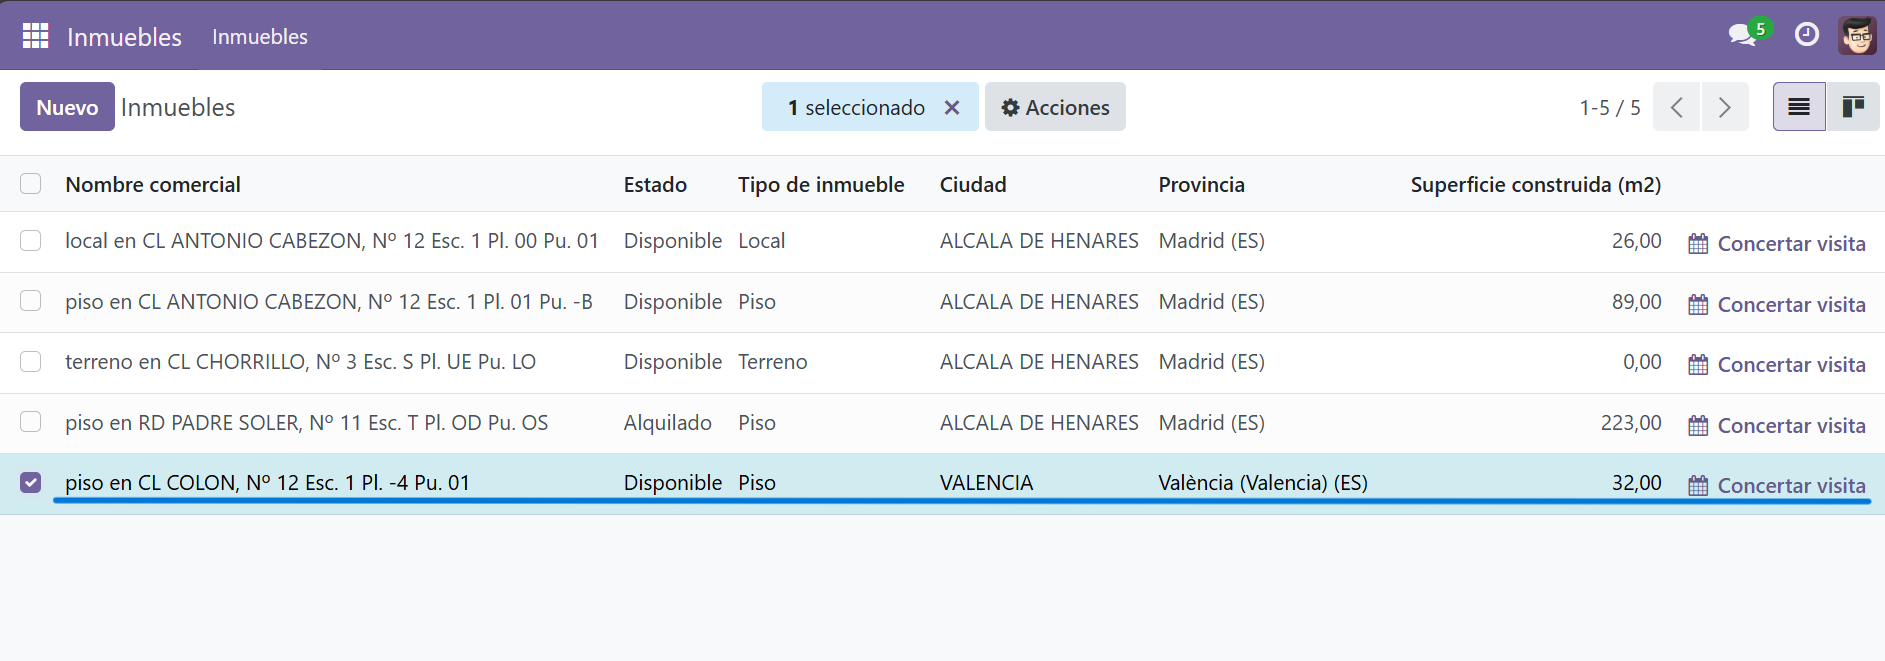 Inmuebles Inmuebles 5
Nuevo Inmuebles 1 seleccionado Acciones 1-5 / 5
Nombre comercial Estado Tipo de inmueble Ciudad Provincia Superficie construida (m2)
local en CL ANTONIO CABEZON, Nº 12 Esc. 1 Pl. 00 Pu. 01 Disponible Local ALCALA DE HENARES Madrid (ES) 26,00 Concertar visita
piso en CL ANTONIO CABEZON, Nº 12 Esc. 1 Pl. 01 Pu. -B Disponible Piso ALCALA DE HENARES Madrid (ES) 89,00 Concertar visita
terreno en CL CHORRILLO, Nº 3 Esc. S Pl. UE Pu. LO Disponible Terreno ALCALA DE HENARES Madrid (ES) 0,00 Concertar visita
piso en RD PADRE SOLER, Nº 11 Esc. T Pl. OD Pu. OS Alquilado Piso ALCALA DE HENARES Madrid (ES) 223,00 Concertar visita
piso en CL COLON, Nº 12 Esc. 1 Pl. -4 Pu. 01 Disponible Piso VALENCIA València (Valencia) (ES) 32,00 Concertar visita